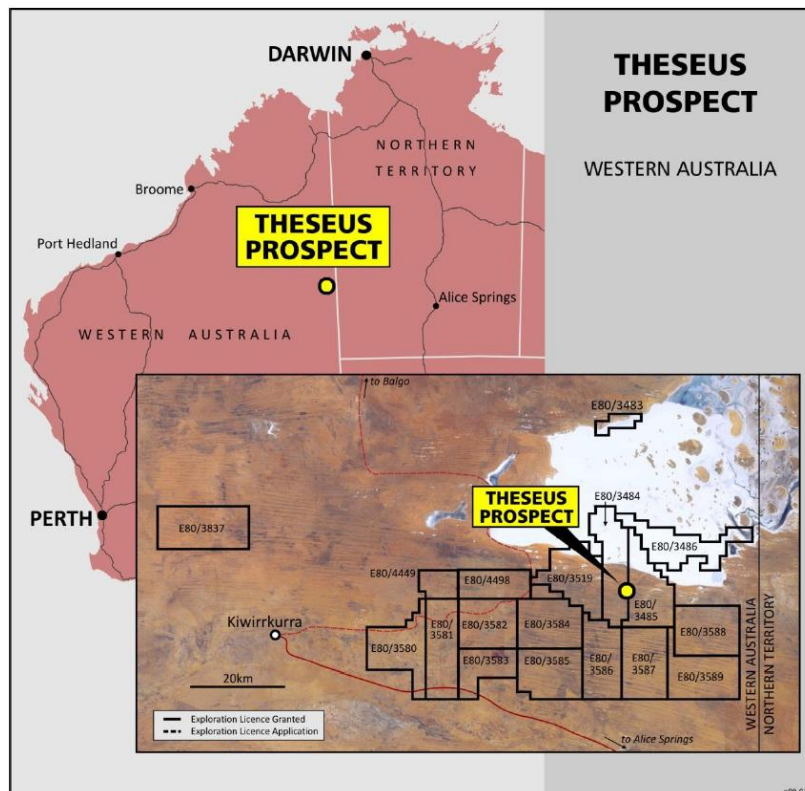 THESEUS
PROSPECT
WESTERN AUSTRALIA
DARWIN
NORTHERN
TERRITORY
Broome
THESEUS
PROSPECT
Port Hedland
Alice Springs
WESTERN AUSTRALIA
PERTH
to Balgo
E80/3483
THESEUS
PROSPECT
E80/3484
E80/3837
E80/3486
E80/4449
E80/4498
E80/3519
E80/
3485
Kiwirrkurra
E80/
3581
E80/3582
E80/3584
E80/3588
E80/3580
E80/3583
E80/3585
E80/
3586
E80/
3587
E80/3589
WESTERN AUSTRALIA
NORTHERN TERRITORY
20km
Exploration Licence Granted
Exploration Licence Application
to Alice Springs